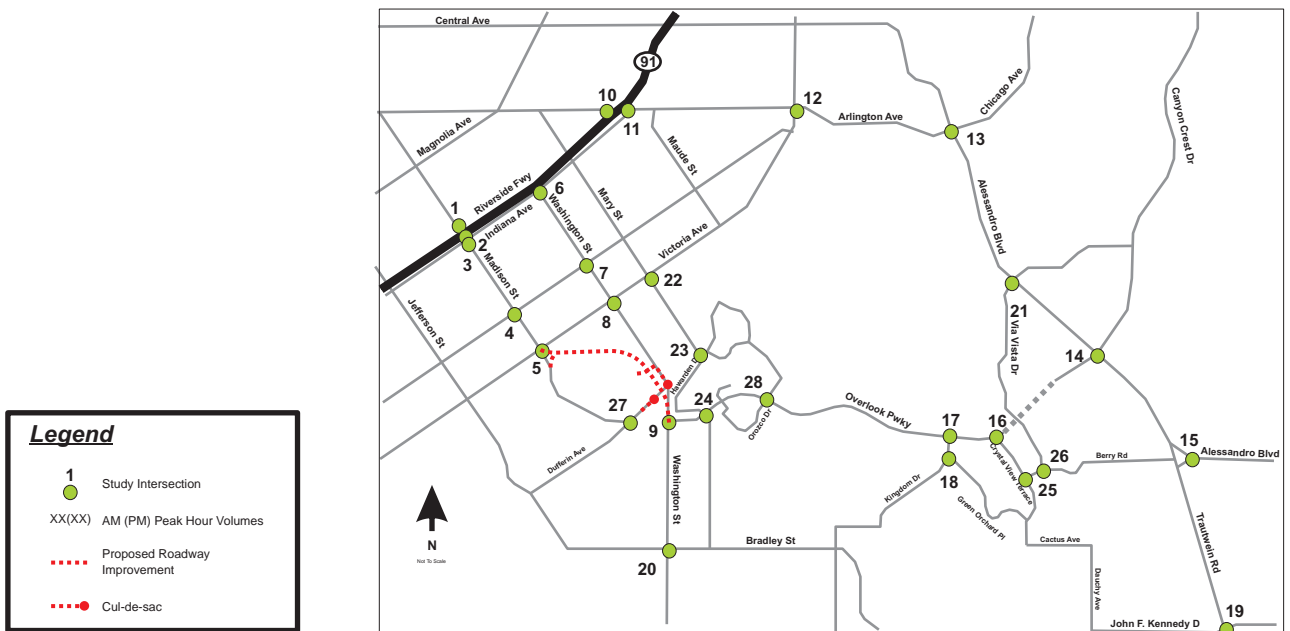 Central Ave
91
10
11
12
Arlington Ave
Chicago Ave
13
Canyon Crest Dr
Magnolia Ave
Maude St
Riverside Fwy
Indiana Ave
6
Mary St
Washington St
Alessandro Blvd
1
2
3
Madison St
7
Victoria Ave
22
8
Jefferson St
4
5
21
Via Vista Dr
14
23
Hawarden D
28
24
27
9
Orozco Dr
Overlook Pwky
17
16
18
Crystal View Terrace
26
25
Berry Rd
15
Alessandro Blvd
Dufferin Ave
Washington St
Kingdom Dr
Green Orchard Pl
Cactus Ave
Trautwein Rd
Bradley St
20
Dauchy Ave
John F. Kennedy D
19
N
Not To Scale
Legend
1
Study Intersection
XX(XX) AM (PM) Peak Hour Volumes
Proposed Roadway
Improvement
Cul-de-sac